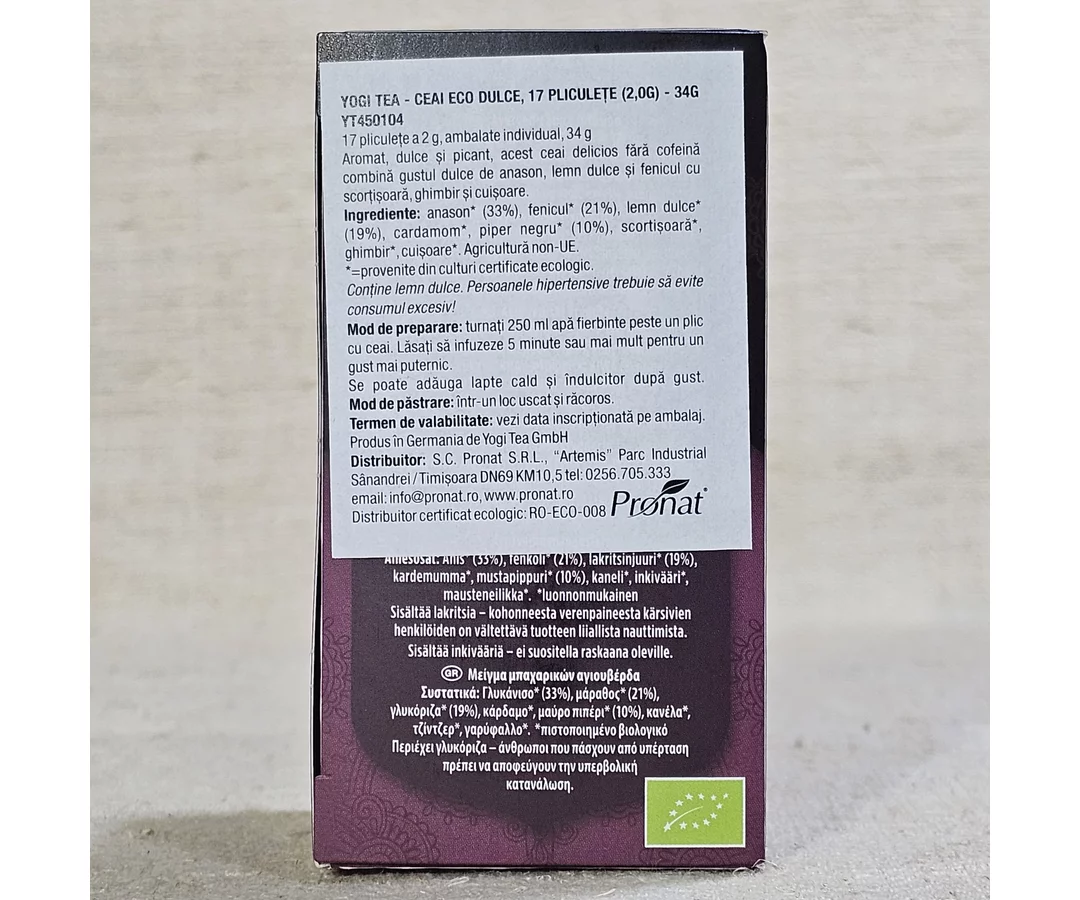 YOGI TEA - CEAI ECO DULCE, 17 PLICULEȚE (2,0G) - 34G
YT450104
17 pliculețe a 2 g, ambalate individual, 34 g
Aromat, dulce și picant, acest ceai delicios fără cofeină
combină gustul dulce de anason, lemn dulce și fenicul cu
scortișoară, ghimbir și cuișoare.
Ingrediente: anason* (33%), fenicul* (21%), lemn dulce*
(19%), cardamom*, piper negru* (10%), scortișoară*,
ghimbir*, cuișoare*. Agricultură non-UE.
*=provenite din culturi certificate ecologic.
Conține lemn dulce. Persoanele hipertensive trebuie să evite
consumul excesiv!
Mod de preparare: turnați 250 ml apă fierbinte peste un plic
cu ceai. Lăsați să infuzeze 5 minute sau mai mult pentru un
gust mai puternic.
Se poate adăuga lapte cald și îndulcitor după gust.
Mod de păstrare: într-un loc uscat și răcoros.
Termen de valabilitate: vezi data inscripționată pe ambalaj.
Produs în Germania de Yogi Tea GmbH
Distribuitor: S.C. Pronat S.R.L., “Artemis” Parc Industrial
Sânandrei / Timișoara DN69 KM10,5 tel: 0256.705.333
email: info@pronat.ro, www.pronat.ro
Distribuitor certificat ecologic: RO-ECO-008 Pronat
Ainesosat: Anis* (33%), fenkoli* (21%), lakritsinjuuri* (19%),
kardemumma*, mustapippuri* (10%), kaneli*, inkivääri*,
mausteneilikka*. *luonnonmukainen
Sisältää lakritsia – kohonneesta verenpaineesta kärsivien
henkilöiden on vältettävä tuotteen liiallista nauttimista.
Sisältää inkivääriä – ei suositella raskaana oleville.
GR Μείγμα μπαχαρικών αγιουβέρδα
Συστατικά: Γλυκάνισο* (33%), μάραθος* (21%),
γλυκόριζα* (19%), κάρδαμο*, μαύρο πιπέρι* (10%), κανέλα*,
τζίντζερ*, γαρύφαλλο*. *πιστοποιημένο βιολογικό
Περιέχει γλυκόριζα – άνθρωποι που πάσχουν από υπέρταση
πρέπει να αποφεύγουν την υπερβολική
κατανάλωση.